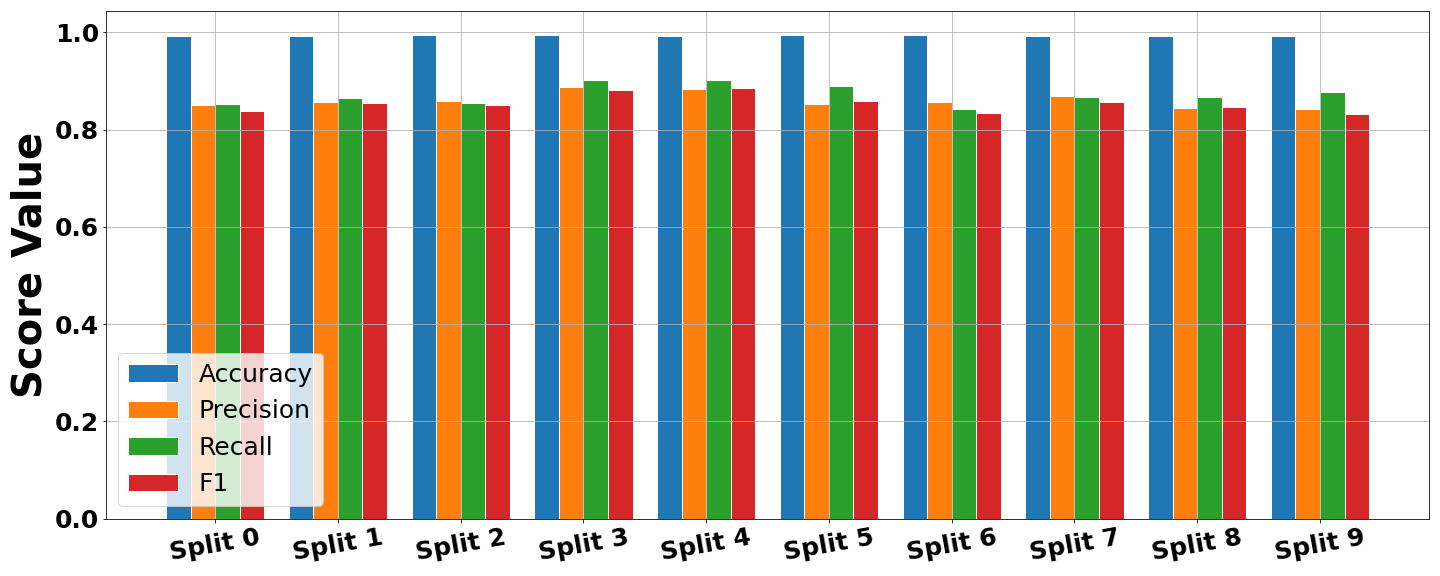 Score Value
1.0
0.8
0.6
0.4
0.2
0.0
Accuracy
Precision
Recall
F1
Split 0
Split 1
Split 2
Split 3
Split 4
Split 5
Split 6
Split 7
Split 8
Split 9